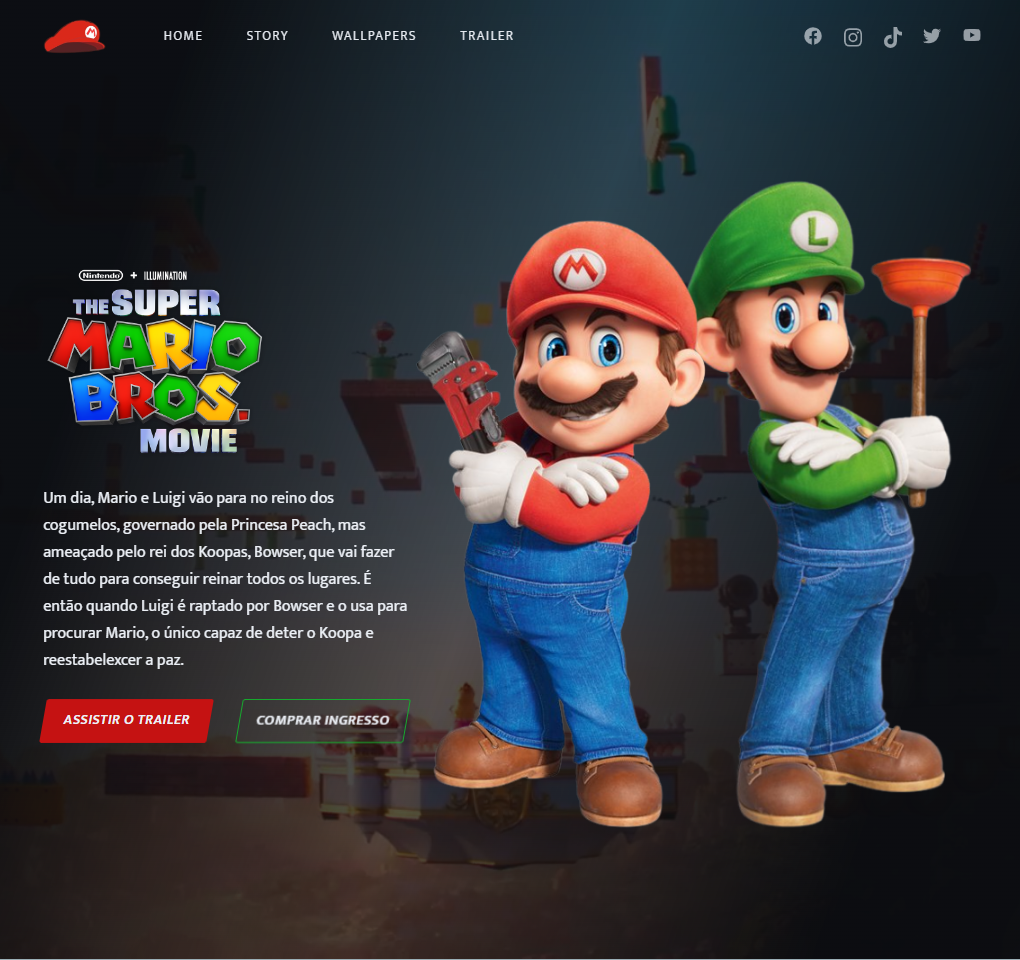 HOME
STORY
WALLPAPERS
TRAILER
Nintendo + ILLUMINATION
THE SUPER
MARIO
BROS.
MOVIE
M
L
Um dia, Mario e Luigi vão para no reino dos
cogumelos, governado pela Princesa Peach, mas
ameaçado pelo rei dos Koopas, Bowser, que vai fazer
de tudo para conseguir reinar todos os lugares. É
então quando Luigi é raptado por Bowser e o usa para
procurar Mario, o único capaz de deter o Koopa e
reestabelexcer a paz.
ASSISTIR O TRAILER
COMPRAR INGRESSO